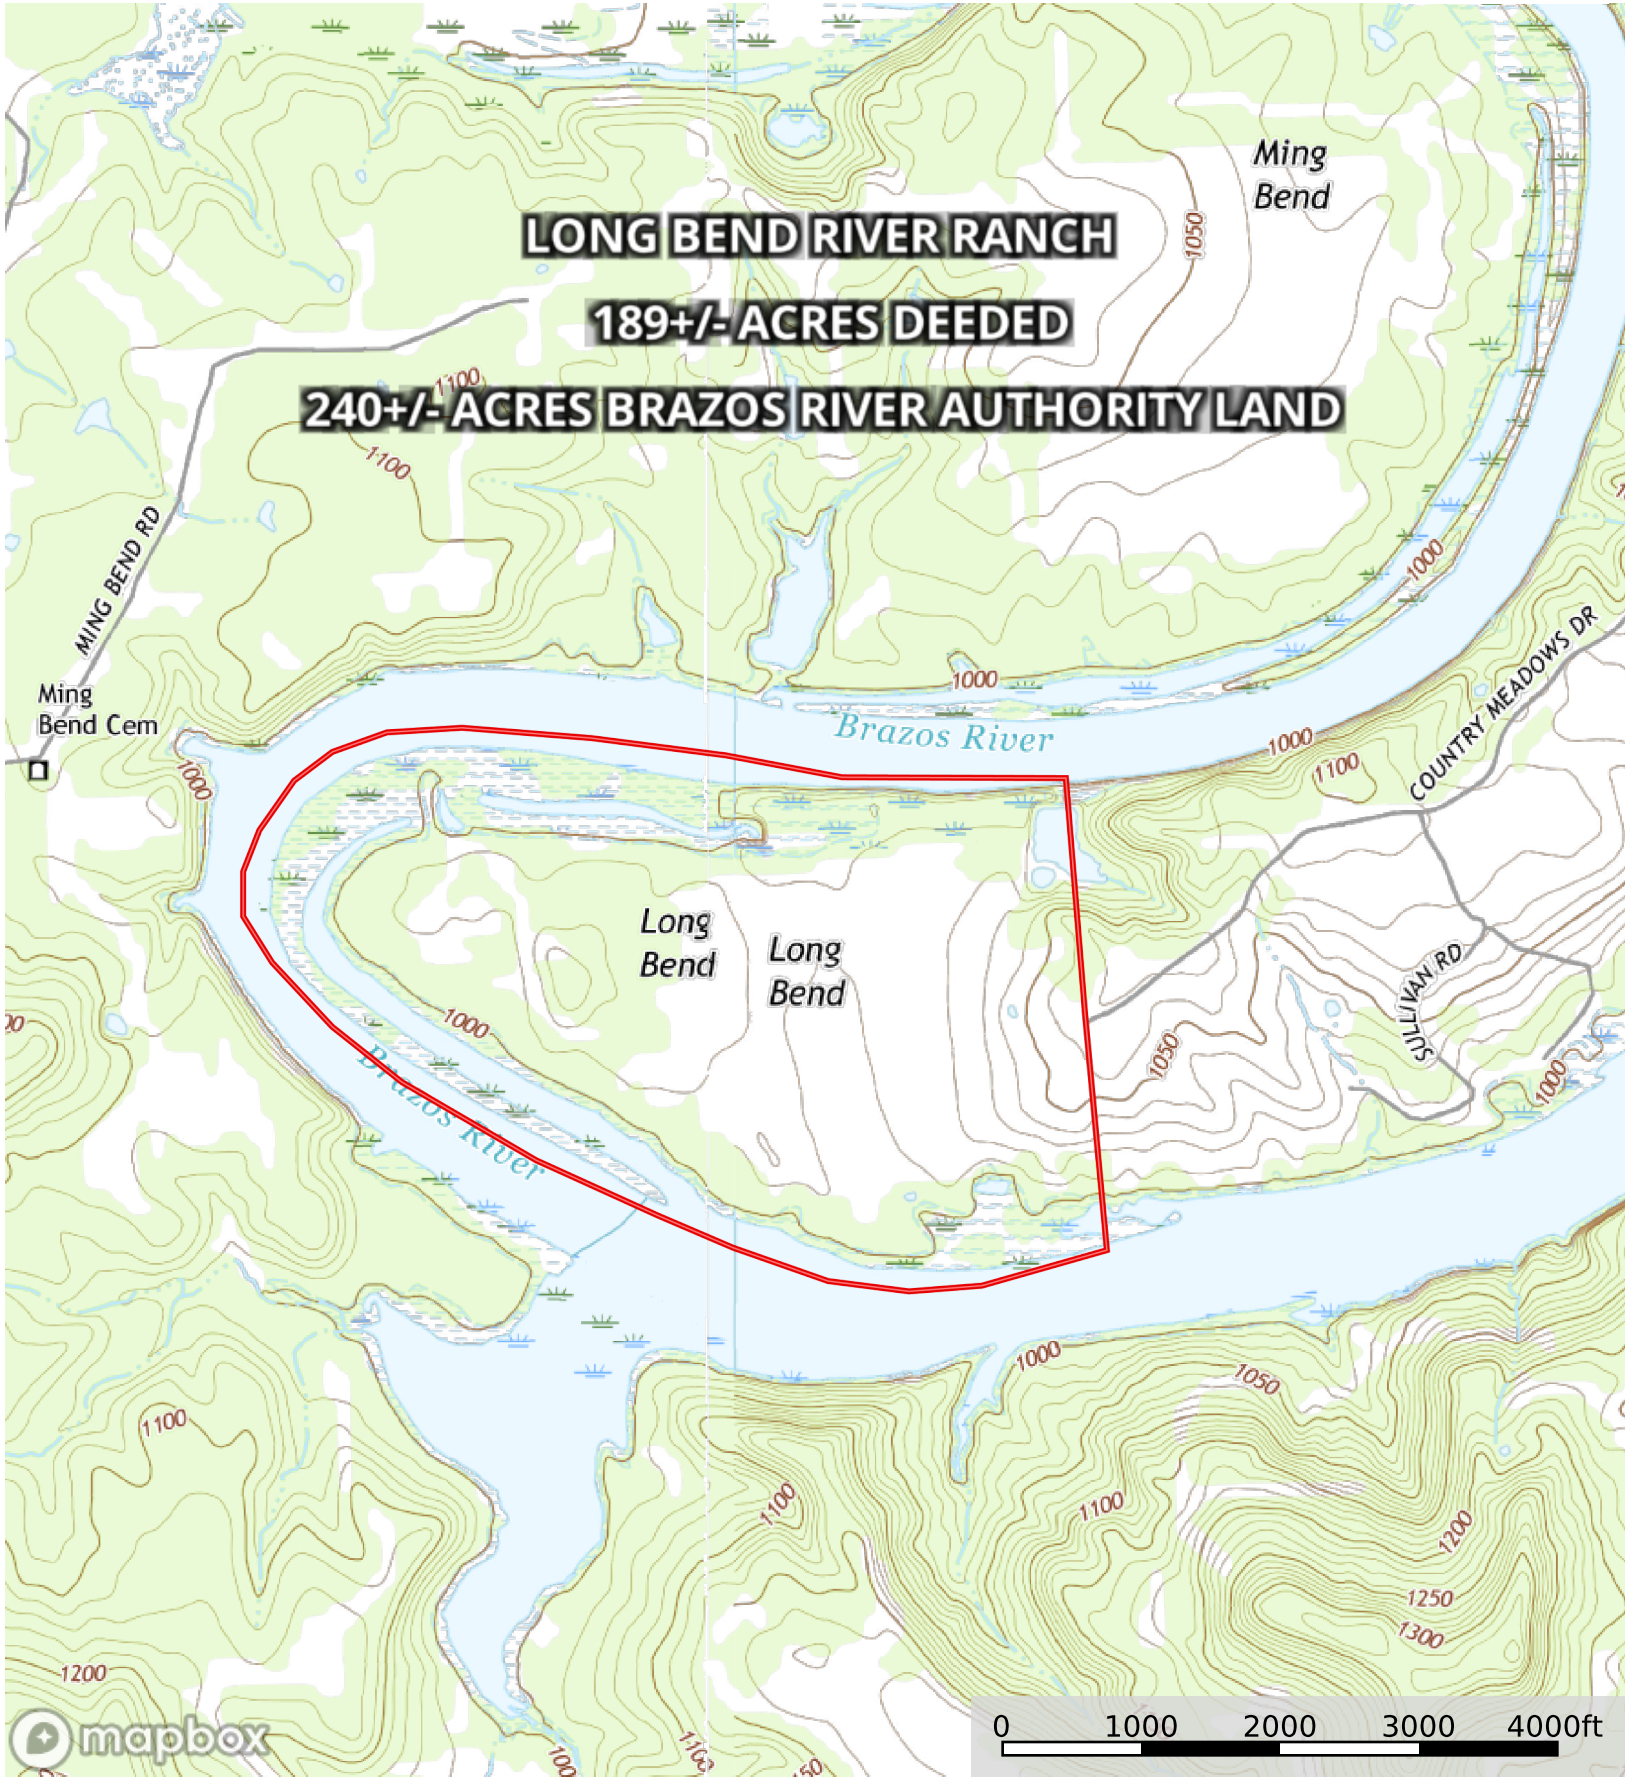 Ming
Bend
LONG BEND RIVER RANCH
1050
189+/- ACRES DEEDED
1100
240+/- ACRES BRAZOS RIVER AUTHORITY LAND
1100
MING BEND RD
1000
COUNTRY MEADOWS DR
Ming
Bend Cem
1000
Brazos River
1000
1000
1100
Long
Bend
Long
Bend
1000
SULLIVAN RD
1050
1000
Brazos River
1000
1050
1100
1100
1100
1200
1250
1300
1200
mapbox
0 1000 2000 3000 4000ft